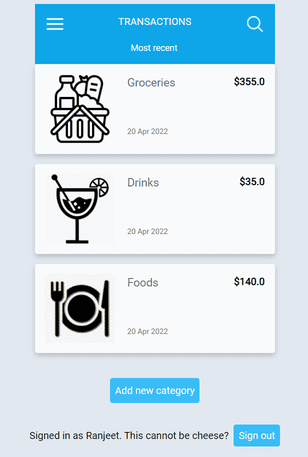 TRANSACTIONS
Most recent
Groceries
$355.0
20 Apr 2022
Drinks
$35.0
20 Apr 2022
Foods
$140.0
20 Apr 2022
Add new category
Signed in as Ranjeet. This cannot be cheese? Sign out